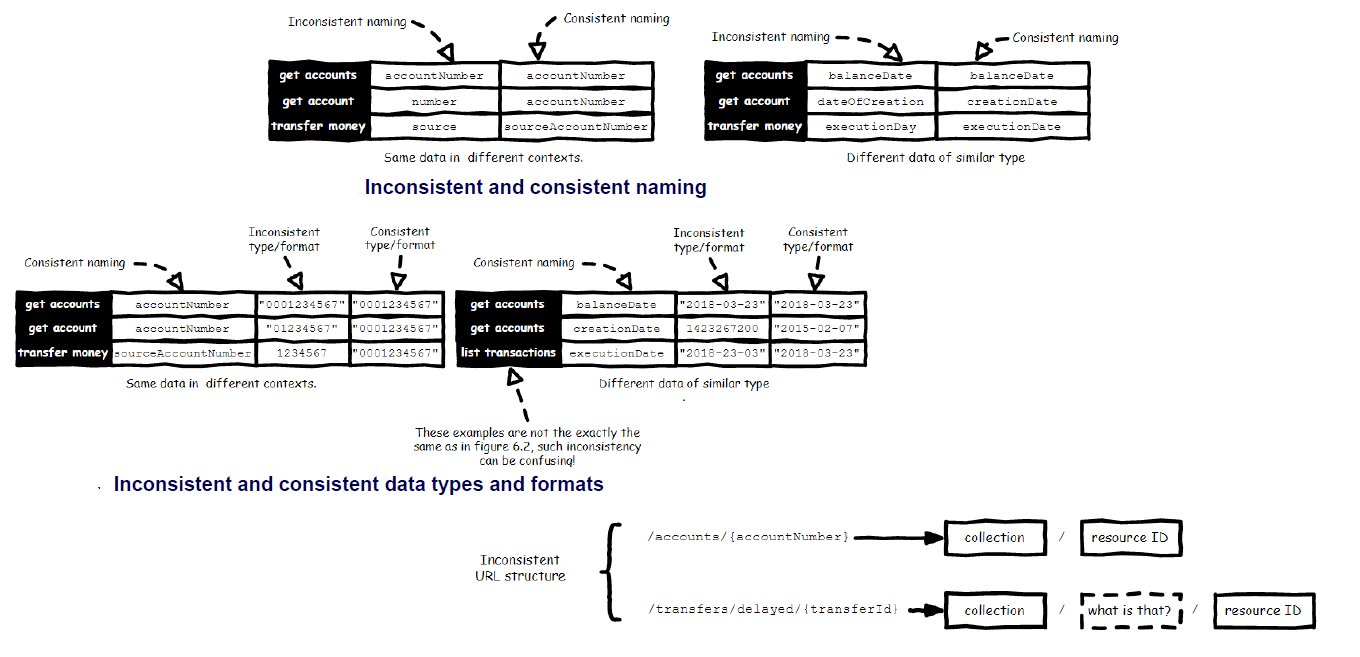 Inconsistent naming
Consistent naming
get accounts accountNumber accountNumber
get account number accountNumber
transfer money source sourceAccountNumber
Same data in different contexts.
Inconsistent naming
Consistent naming
get accounts balanceDate balanceDate
get account dateOfCreation creationDate
transfer money executionDay executionDate
Different data of similar type
Inconsistent and consistent naming
Consistent naming
Inconsistent
type/format
Consistent
type/format
get accounts accountNumber "0001234567" "0001234567"
get account accountNumber "01234567" "0001234567"
transfer money sourceAccountNumber 1234567 "0001234567"
Same data in different contexts.
Consistent naming
Inconsistent
type/format
Consistent
type/format
get accounts balanceDate "2018-03-23" "2018-03-23"
get accounts creationDate 1423267200 "2015-02-07"
list transactions executionDate "2018-23-03" "2018-03-23"
Different data of similar type
These examples are not the exactly the
same as in figure 6.2, such inconsistency
can be confusing!
Inconsistent and consistent data types and formats
Inconsistent
URL structure
/accounts/{accountNumber} collection / resource ID
/transfers/delayed/{transferId} collection / what is that? / resource ID